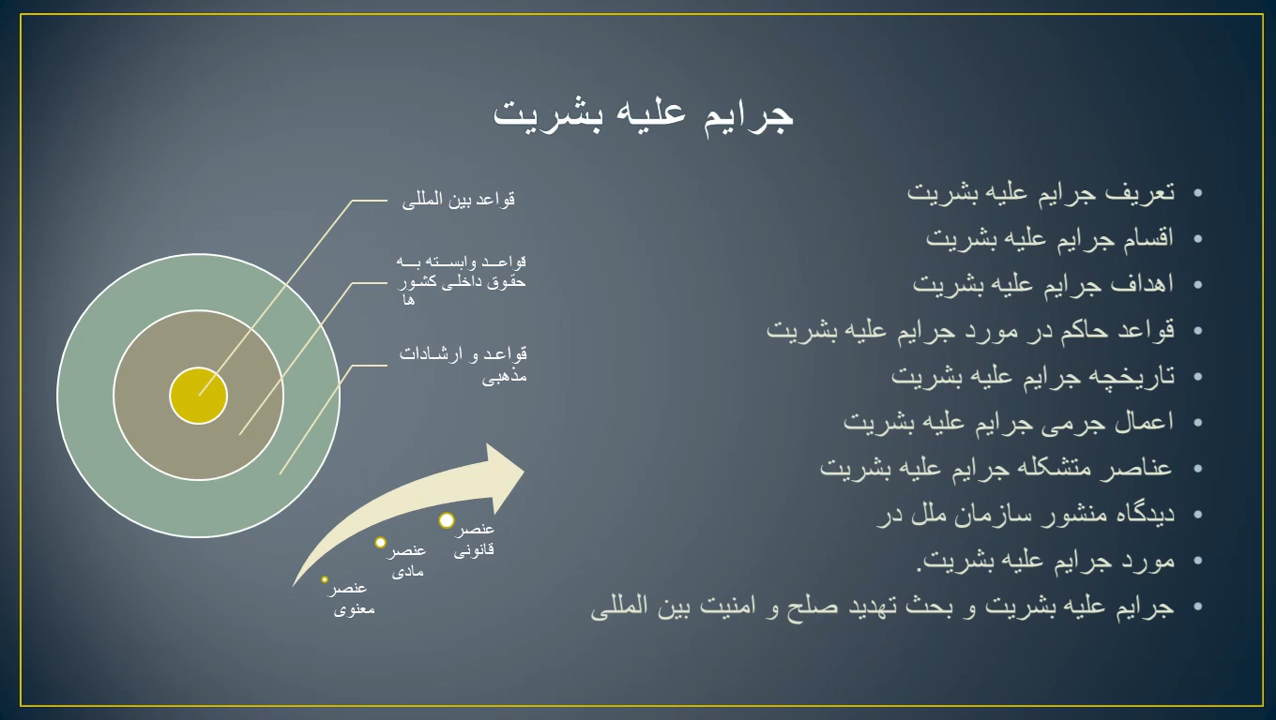 جرایم علیه بشریت
• تعریف جرایم علیه بشریت
• اقسام جرایم علیه بشریت
• اهداف جرایم علیه بشریت
• قواعد حاکم در مورد جرایم علیه بشریت
• تاریخچه جرایم علیه بشریت
• اعمال جرمی جرایم علیه بشریت
• عناصر متشکله جرایم علیه بشریت
• دیدگاه منشور سازمان ملل در
• مورد جرایم علیه بشریت.
• جرایم علیه بشریت و بحث تهدید صلح و امنیت بین المللی
قواعد بین المللی
قواعد وابسته به
حقوق داخلی کشور
ها
قواعد و ارشادات
مذهبی
عنصر
قانونی
عنصر
مادی
عنصر
معنوی